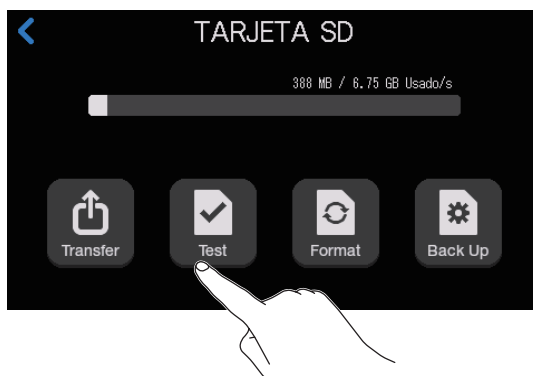 TARJETA SD
388 MB / 6.75 GB Usado/s
Transfer
Test
Format
Back Up